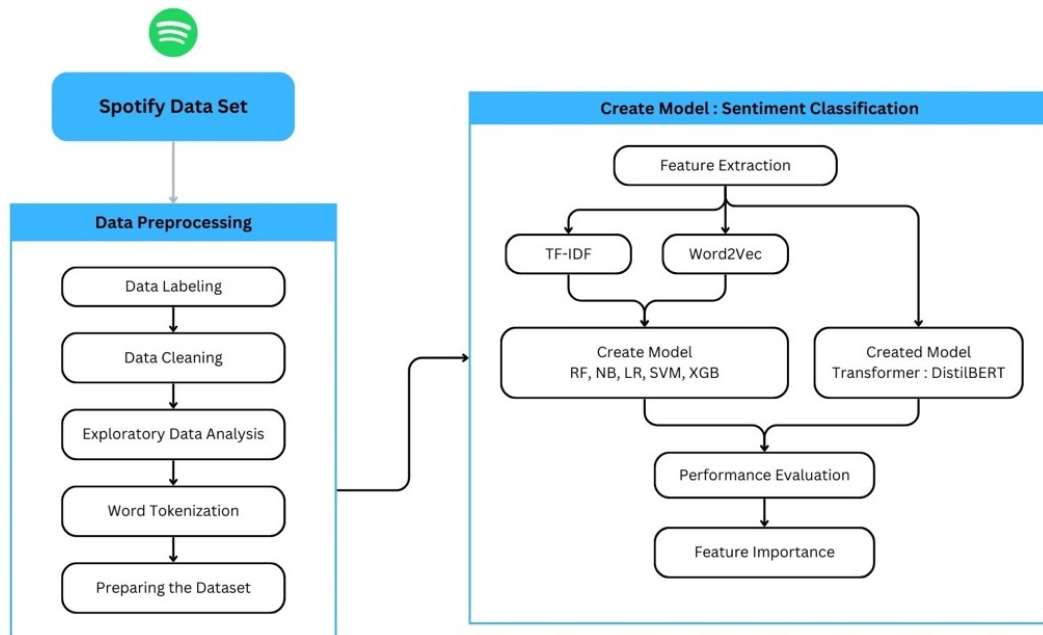 Spotify Data Set
Data Preprocessing
Data Labeling
Data Cleaning
Exploratory Data Analysis
Word Tokenization
Preparing the Dataset
Create Model : Sentiment Classification
Feature Extraction
TF-IDF
Word2Vec
Create Model
RF, NB, LR, SVM, XGB
Created Model
Transformer : DistilBERT
Performance Evaluation
Feature Importance